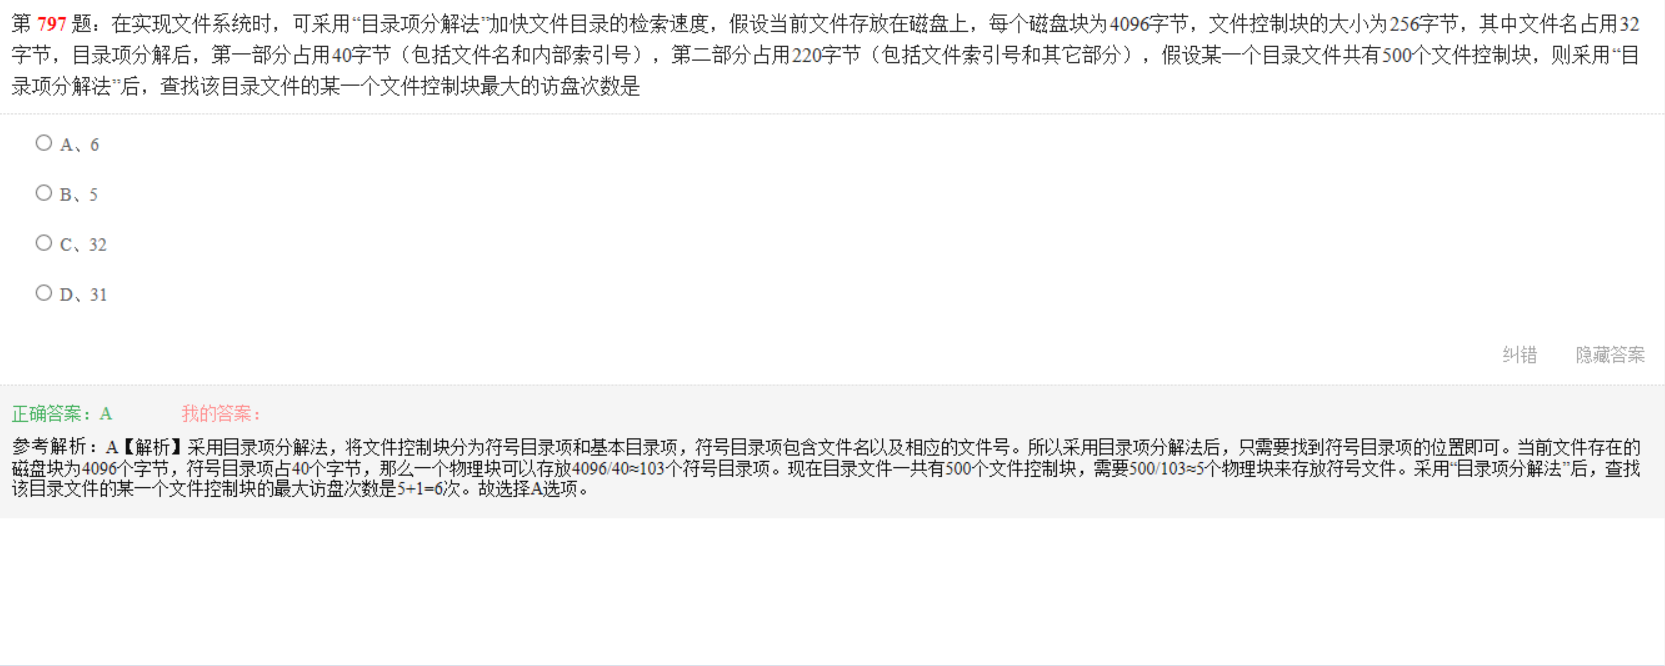 第 797 题：在实现文件系统时，可采用“目录项分解法”加快文件目录的检索速度，假设当前文件存放在磁盘上，每个磁盘块为4096字节，文件控制块的大小为256字节，其中文件名占用32
字节，目录项分解后，第一部分占用40字节（包括文件名和内部索引号），第二部分占用220字节（包括文件索引号和其它部分），假设某一个目录文件共有500个文件控制块，则采用“目
录项分解法”后，查找该目录文件的某一个文件控制块最大的访盘次数是
A、6
B、5
C、32
D、31
纠错 隐藏答案
正确答案：A 我的答案：
参考解析：A【解析】采用目录项分解法，将文件控制块分为符号目录项和基本目录项，符号目录项包含文件名以及相应的文件号。所以采用目录项分解法后，只需要找到符号目录项的位置即可。当前文件存在的
磁盘块为4096个字节，符号目录项占40个字节，那么一个物理块可以存放4096/40≈103个符号目录项。现在目录文件一共有500个文件控制块，需要500/103≈5个物理块来存放符号文件。采用“目录项分解法”后，查找
该目录文件的某一个文件控制块的最大访盘次数是5+1=6次。故选择A选项。